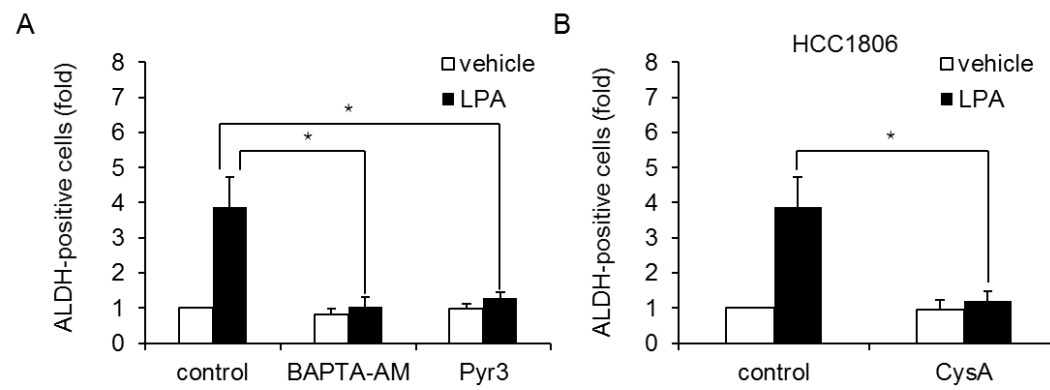 A
ALDH-positive cells (fold)
8
7
6
5
4
3
2
1
0
vehicle
LPA
*
*
control BAPTA-AM Pyr3
B
HCC1806
ALDH-positive cells (fold)
8
7
6
5
4
3
2
1
0
vehicle
LPA
*
control CysA